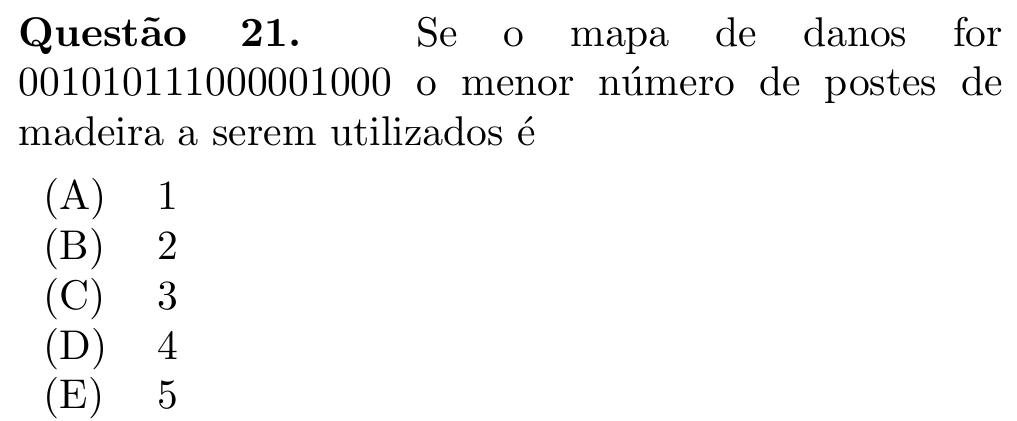 Questão 21. Se o mapa de danos for
001010111000001000 o menor número de postes de
madeira a serem utilizados é
(A) 1
(B) 2
(C) 3
(D) 4
(E) 5